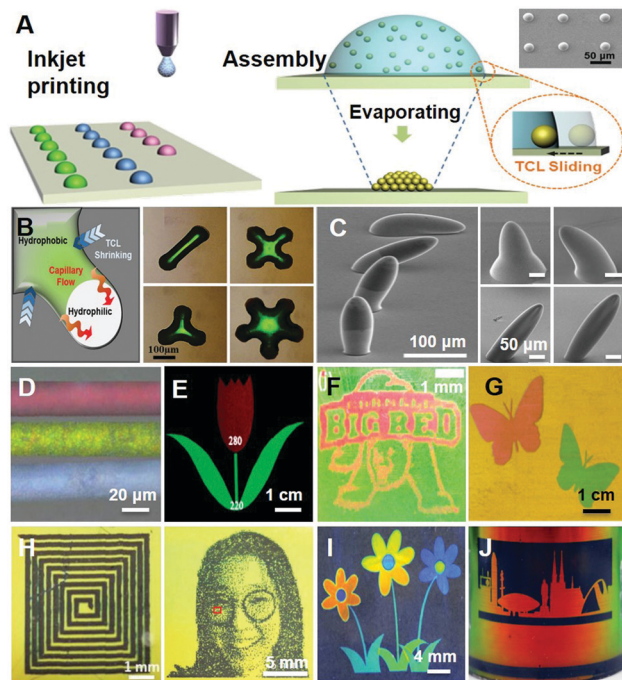 A
Inkjet
printing
Assembly
50 µm
Evaporating
TCL Sliding
B
Hydrophobic
TCL
Shrinking
Capillary
Flow
Hydrophilic
100µm
C
100 µm
50 µm
D
20 µm
E
280
220
1 cm
F
1 mm
BIG RED
G
1 cm
H
1 mm
5 mm
I
4 mm
J